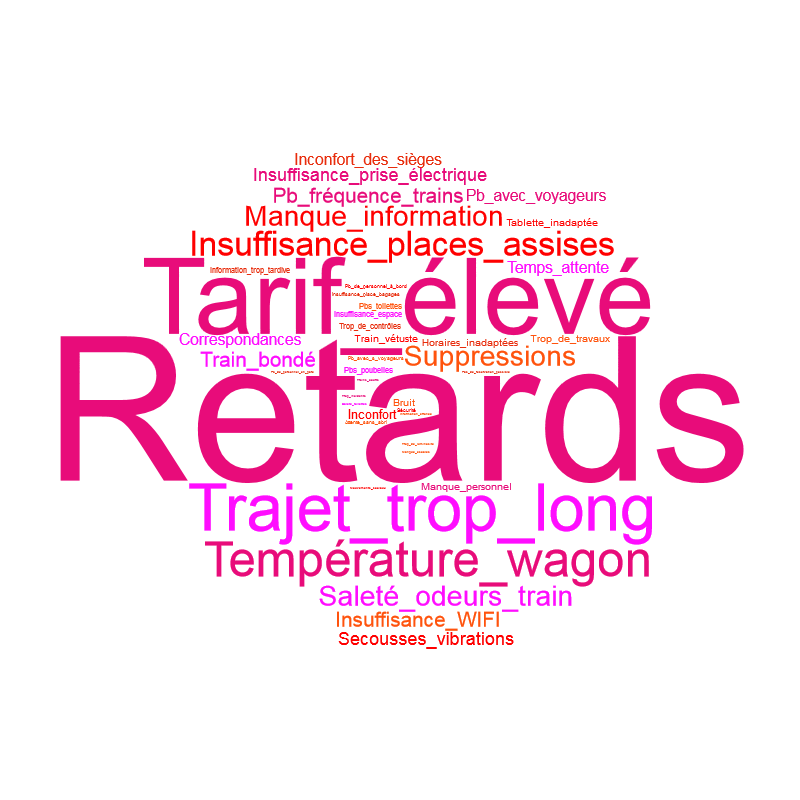 Inconfort_des_sièges
Insuffisance_prise_électrique
Pb_fréquence_trains
Pb_avec_voyageurs
Manque_information
Tablette_inadaptée
Insuffisance_places_assises
Tarif_élevé
Temps_attente
Information_trop_tardive
Pb_de_personnel_à_bord
Insuffisance_place_bagages
Pbs_toilettes
Insuffisance_espace
Trop_de_contrôles
Correspondances
Train_vétuste
Horaires_inadaptées
Trop_de_travaux
Train_bondé
Suppressions
Pbs_poubelles
Retards
Bruit
Sécurité
Inconfort
Manque_personnel
Trajet_trop_long
Température_wagon
Saleté_odeurs_train
Insuffisance_WIFI
Secousses_vibrations